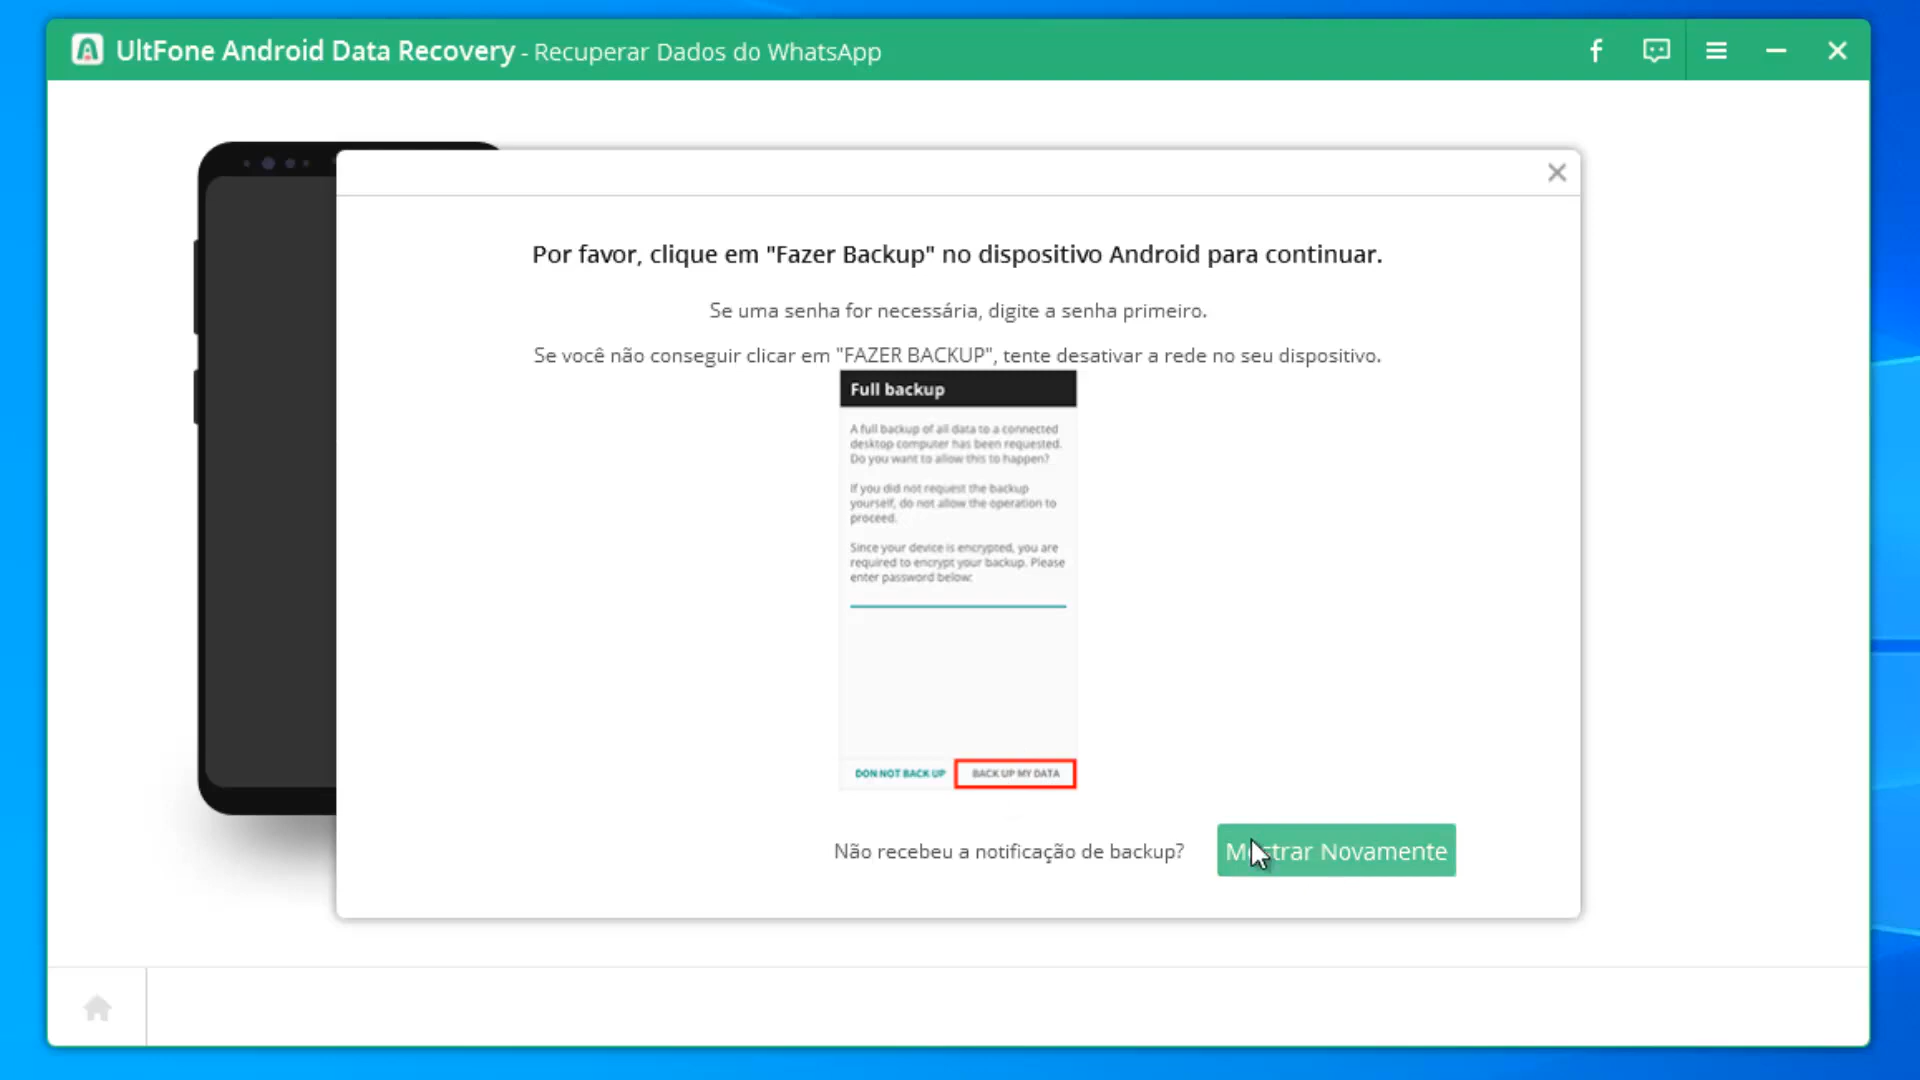 UltFone Android Data Recovery - Recuperar Dados do WhatsApp
Por favor, clique em "Fazer Backup" no dispositivo Android para continuar.
Se uma senha for necessária, digite a senha primeiro.
Se você não conseguir clicar em "FAZER BACKUP", tente desativar a rede no seu dispositivo.
Full backup
A full backup of all data to a connected
desktop computer has been requested.
Do you want to allow this to happen?
If you did not request the backup
yourself, do not allow the operation to
proceed.
Since your device is encrypted, you are
required to encrypt your backup. Please
enter password below:
DON NOT BACK UP BACK UP MY DATA
Não recebeu a notificação de backup? Mostrar Novamente